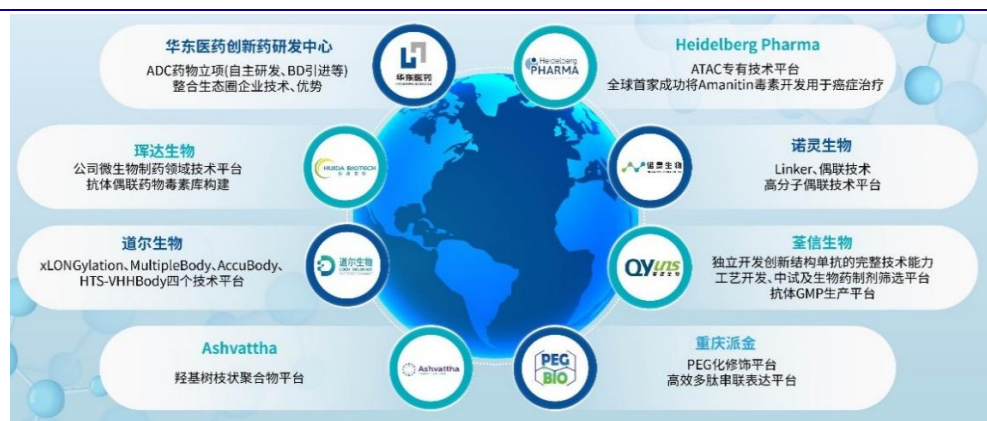 华东医药创新药研发中心
ADC药物立项(自主研发、BD引进等)
整合生态圈企业技术、优势
华东医药
Heidelberg
PHARMA
Heidelberg Pharma
ATAC专有技术平台
全球首家成功将Amanitin毒素开发用于癌症治疗
珲达生物
公司微生物制药领域技术平台
抗体偶联药物毒素库构建
HUIDA BIOTECH
珲达生物
诺灵生物
诺灵生物
Linker、偶联技术
高分子偶联技术平台
道尔生物
xLONGylation、MultipleBody、AccuBody、
HTS-VHHBody四个技术平台
道尔生物
QYuns
荃信生物
荃信生物
独立开发创新结构单抗的完整技术能力
工艺开发、中试及生物药制剂筛选平台
抗体GMP生产平台
Ashvattha
羟基树枝状聚合物平台
Ashvattha
PEG
BIO
重庆派金
PEG化修饰平台
高效多肽串联表达平台